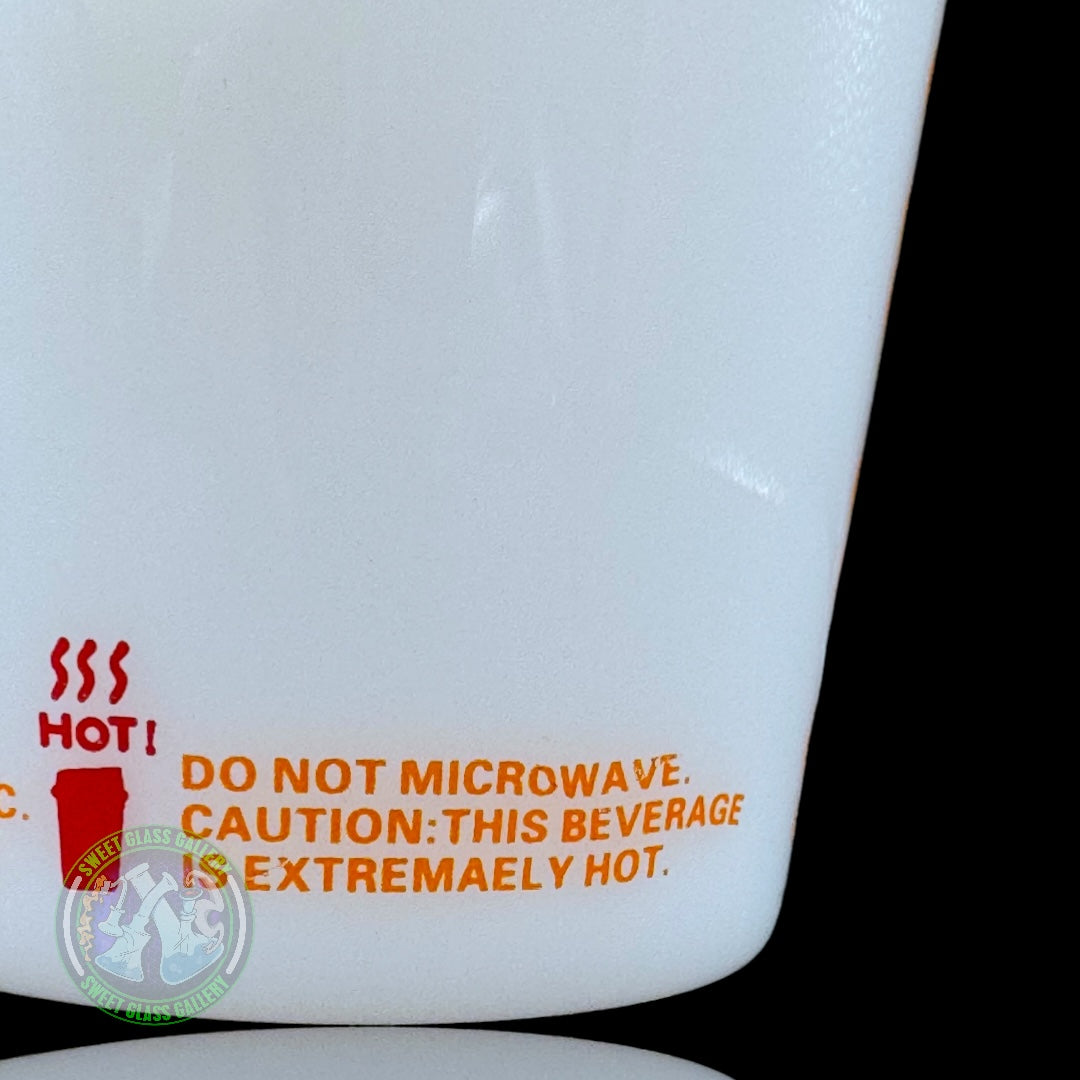 HOT!
C.
DO NOT MICROWAVE.
CAUTION: THIS BEVERAGE
IS EXTREMAELY HOT.
SWEET GLASS GALLERY
SWEET GLASS GALLERY